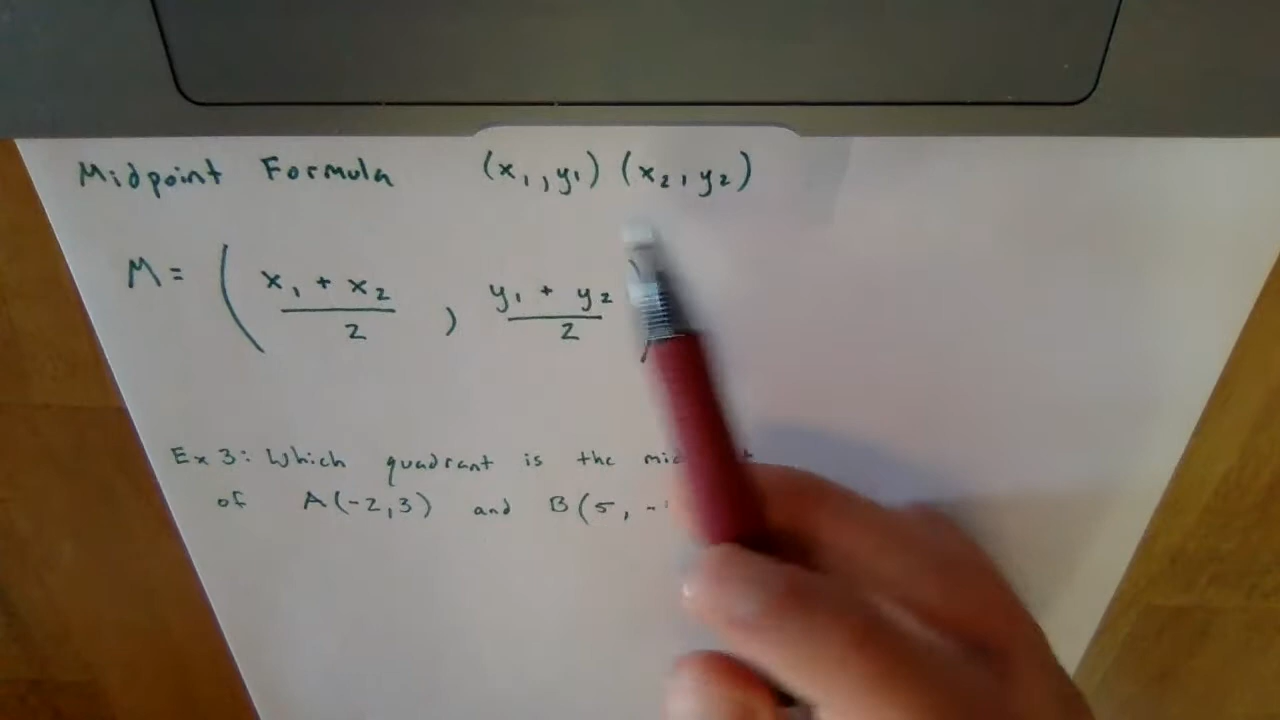 Midpoint Formula (x₁, y₁) (x₂, y₂)
M = ( x₁ + x₂ / 2 , y₁ + y₂ / 2 )
Ex 3: Which quadrant is the
of A(-2,3) and B(5, -